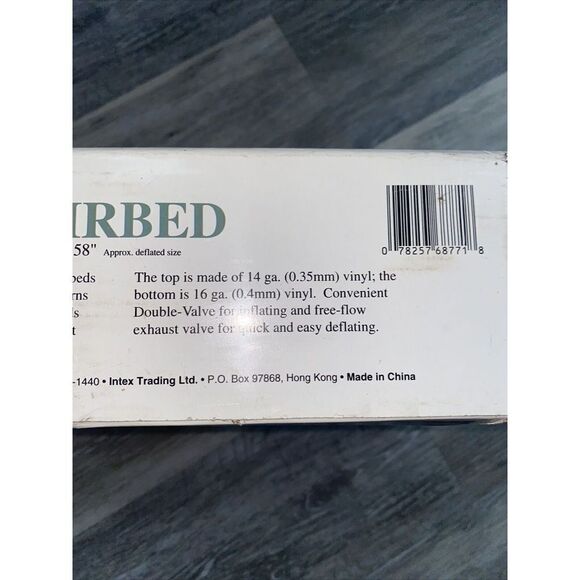 IRBED
58" Approx. deflated size
beds The top is made of 14 ga. (0.35mm) vinyl; the
rns bottom is 16 ga. (0.4mm) vinyl. Convenient
ls Double-Valve for inflating and free-flow
t exhaust valve for quick and easy deflating.
0 78257 68771 8
-1440 • Intex Trading Ltd. • P.O. Box 97868, Hong Kong • Made in China